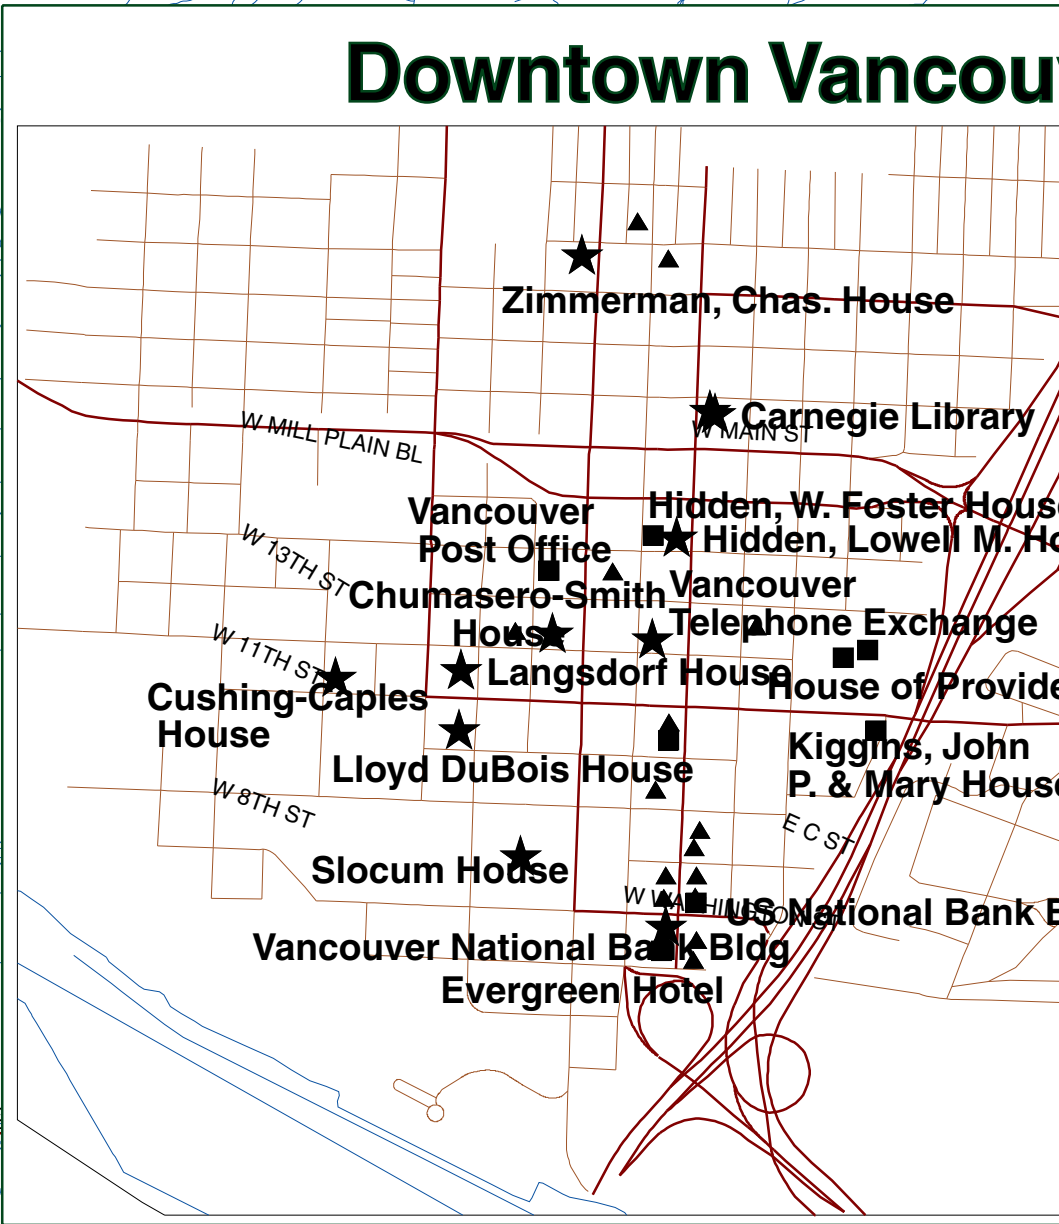 Downtown Vancou
Zimmerman, Chas. House
Carnegie Library
W MAIN ST
W MILL PLAIN BL
Hidden, W. Foster House
Vancouver
Post Office
Hidden, Lowell M. Ho
W 13TH ST
Vancouver
Telephone Exchange
Chumasero-Smith
House
W 11TH ST
Langsdorf House
House of Provide
Cushing-Caples
House
Kiggins, John
P. & Mary House
Lloyd DuBois House
W 8TH ST
E C ST
Slocum House
W WASHINGTON ST
US National Bank B
Vancouver National Bank Bldg
Evergreen Hotel